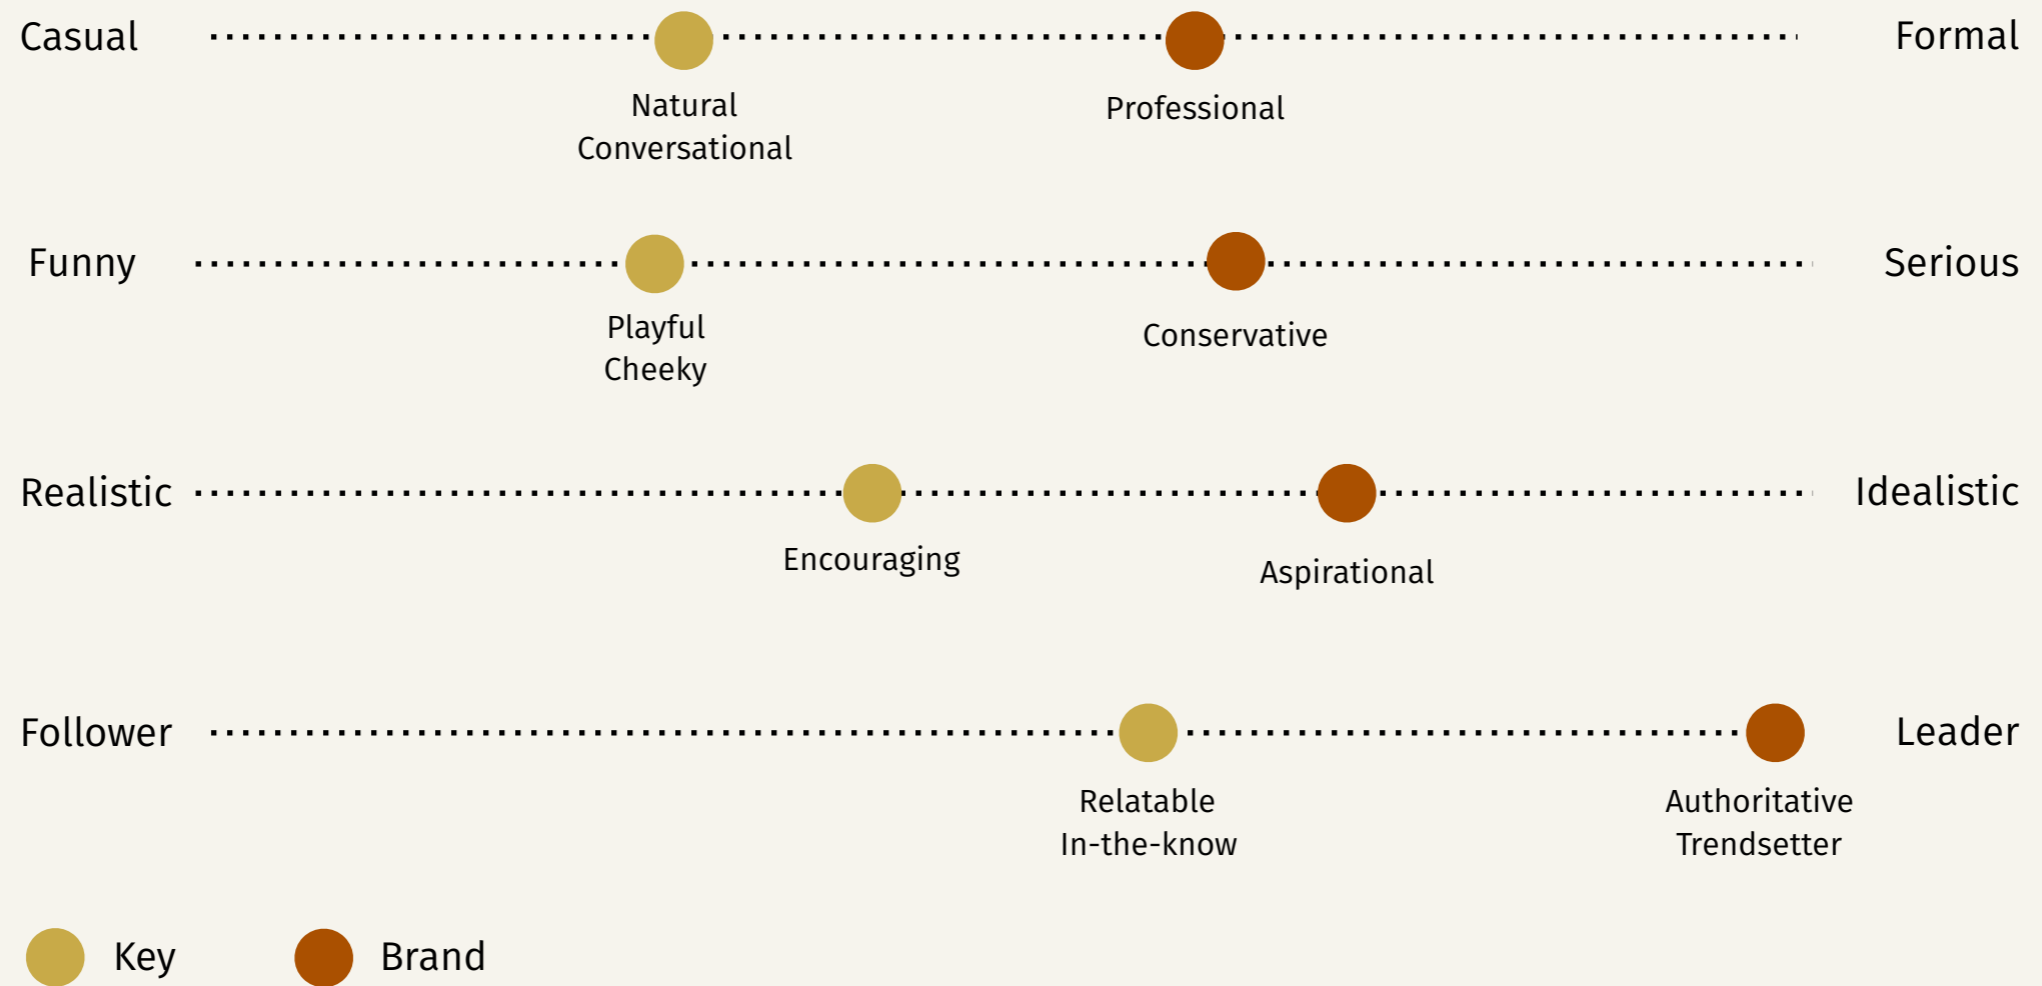 Casual
Formal
Natural
Conversational
Professional
Funny
Serious
Playful
Cheeky
Conservative
Realistic
Idealistic
Encouraging
Aspirational
Follower
Leader
Relatable
In-the-know
Authoritative
Trendsetter
Key
Brand